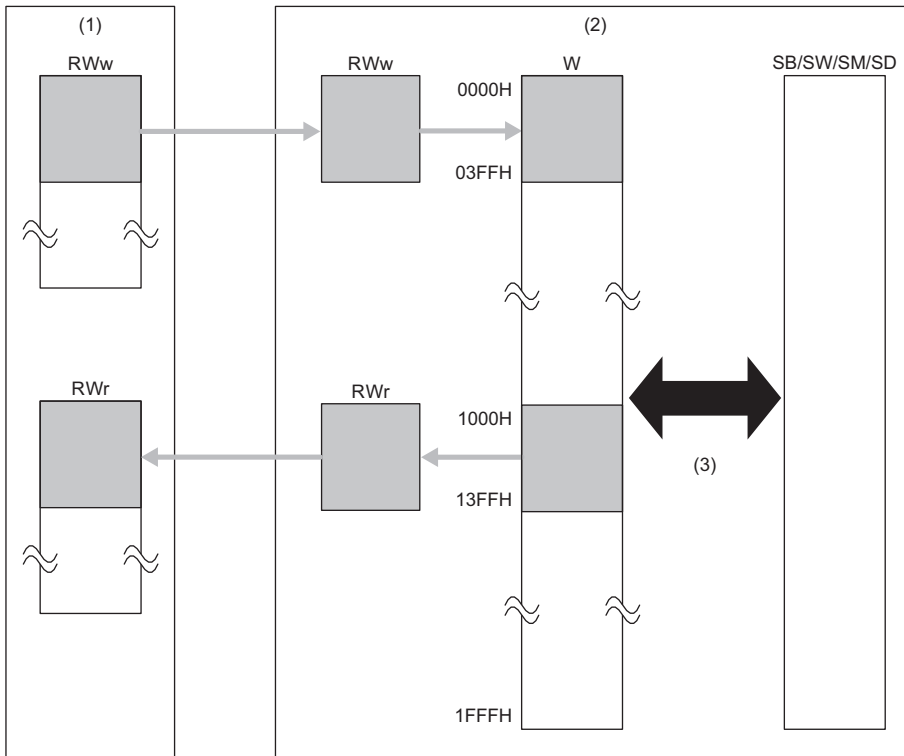 (1)
(2)
RWw
RWw
W
SB/SW/SM/SD
0000H
03FFH
RWr
RWr
1000H
(3)
13FFH
1FFFH